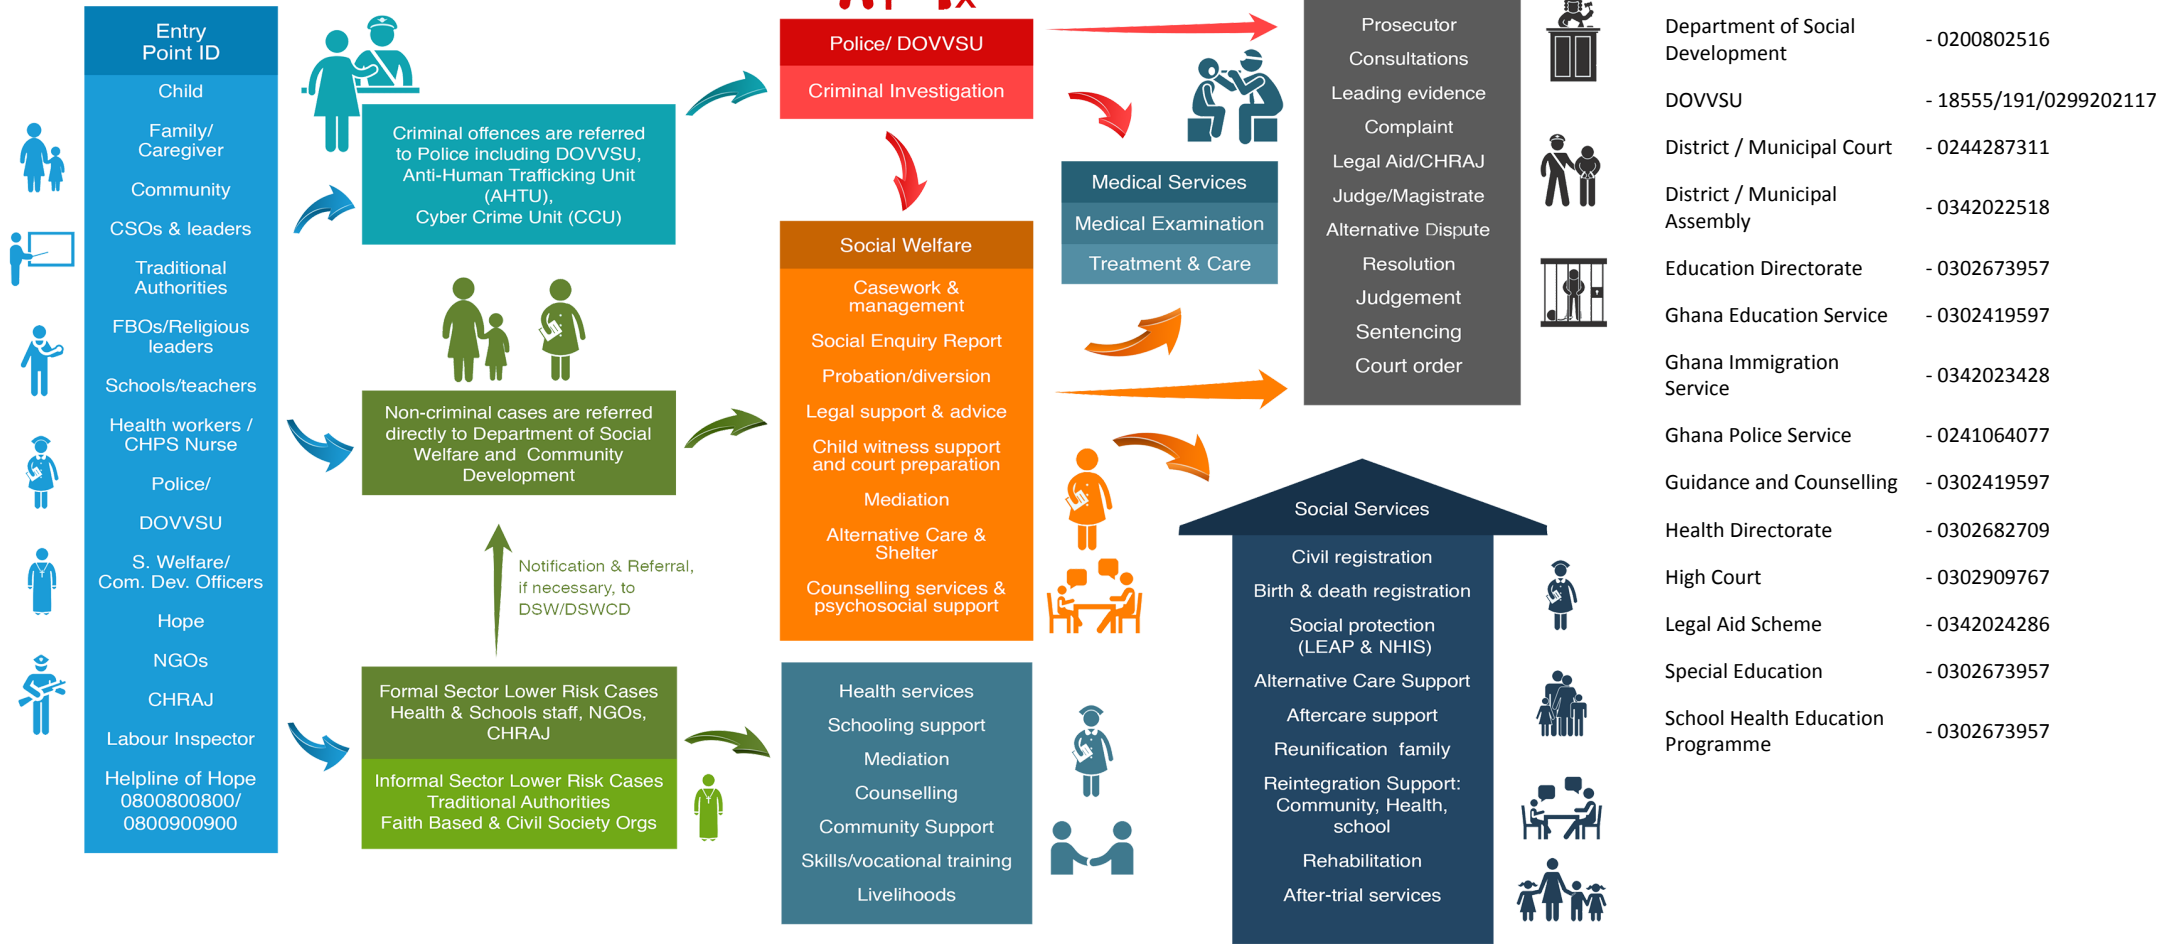 Entry
Point ID
Child
Family/
Caregiver
Community
CSOs & leaders
Traditional
Authorities
FBOs/Religious
leaders
Schools/teachers
Health workers /
CHPS Nurse
Police/
DOVVSU
S. Welfare/
Com. Dev. Officers
Hope
NGOs
CHRAJ
Labour Inspector
Helpline of Hope
0800800800/
0800900900
Criminal offences are referred
to Police including DOVVSU,
Anti-Human Trafficking Unit
(AHTU),
Cyber Crime Unit (CCU)
Non-criminal cases are referred
directly to Department of Social
Welfare and Community
Development
Notification & Referral,
if necessary, to
DSW/DSWCD
Formal Sector Lower Risk Cases
Health & Schools staff, NGOs,
CHRAJ
Informal Sector Lower Risk Cases
Traditional Authorities
Faith Based & Civil Society Orgs
Police/ DOVVSU
Criminal Investigation
Social Welfare
Casework &
management
Social Enquiry Report
Probation/diversion
Legal support & advice
Child witness support
and court preparation
Mediation
Alternative Care &
Shelter
Counselling services &
psychosocial support
Health services
Schooling support
Mediation
Counselling
Community Support
Skills/vocational training
Livelihoods
Medical Services
Medical Examination
Treatment & Care
Prosecutor
Consultations
Leading evidence
Complaint
Legal Aid/CHRAJ
Judge/Magistrate
Alternative Dispute
Resolution
Judgement
Sentencing
Court order
Social Services
Civil registration
Birth & death registration
Social protection
(LEAP & NHIS)
Alternative Care Support
Aftercare support
Reunification family
Reintegration Support:
Community, Health,
school
Rehabilitation
After-trial services
Department of Social
Development - 0200802516
DOVVSU - 18555/191/0299202117
District / Municipal Court - 0244287311
District / Municipal
Assembly - 0342022518
Education Directorate - 0302673957
Ghana Education Service - 0302419597
Ghana Immigration
Service - 0342023428
Ghana Police Service - 0241064077
Guidance and Counselling - 0302419597
Health Directorate - 0302682709
High Court - 0302909767
Legal Aid Scheme - 0342024286
Special Education - 0302673957
School Health Education
Programme - 0302673957